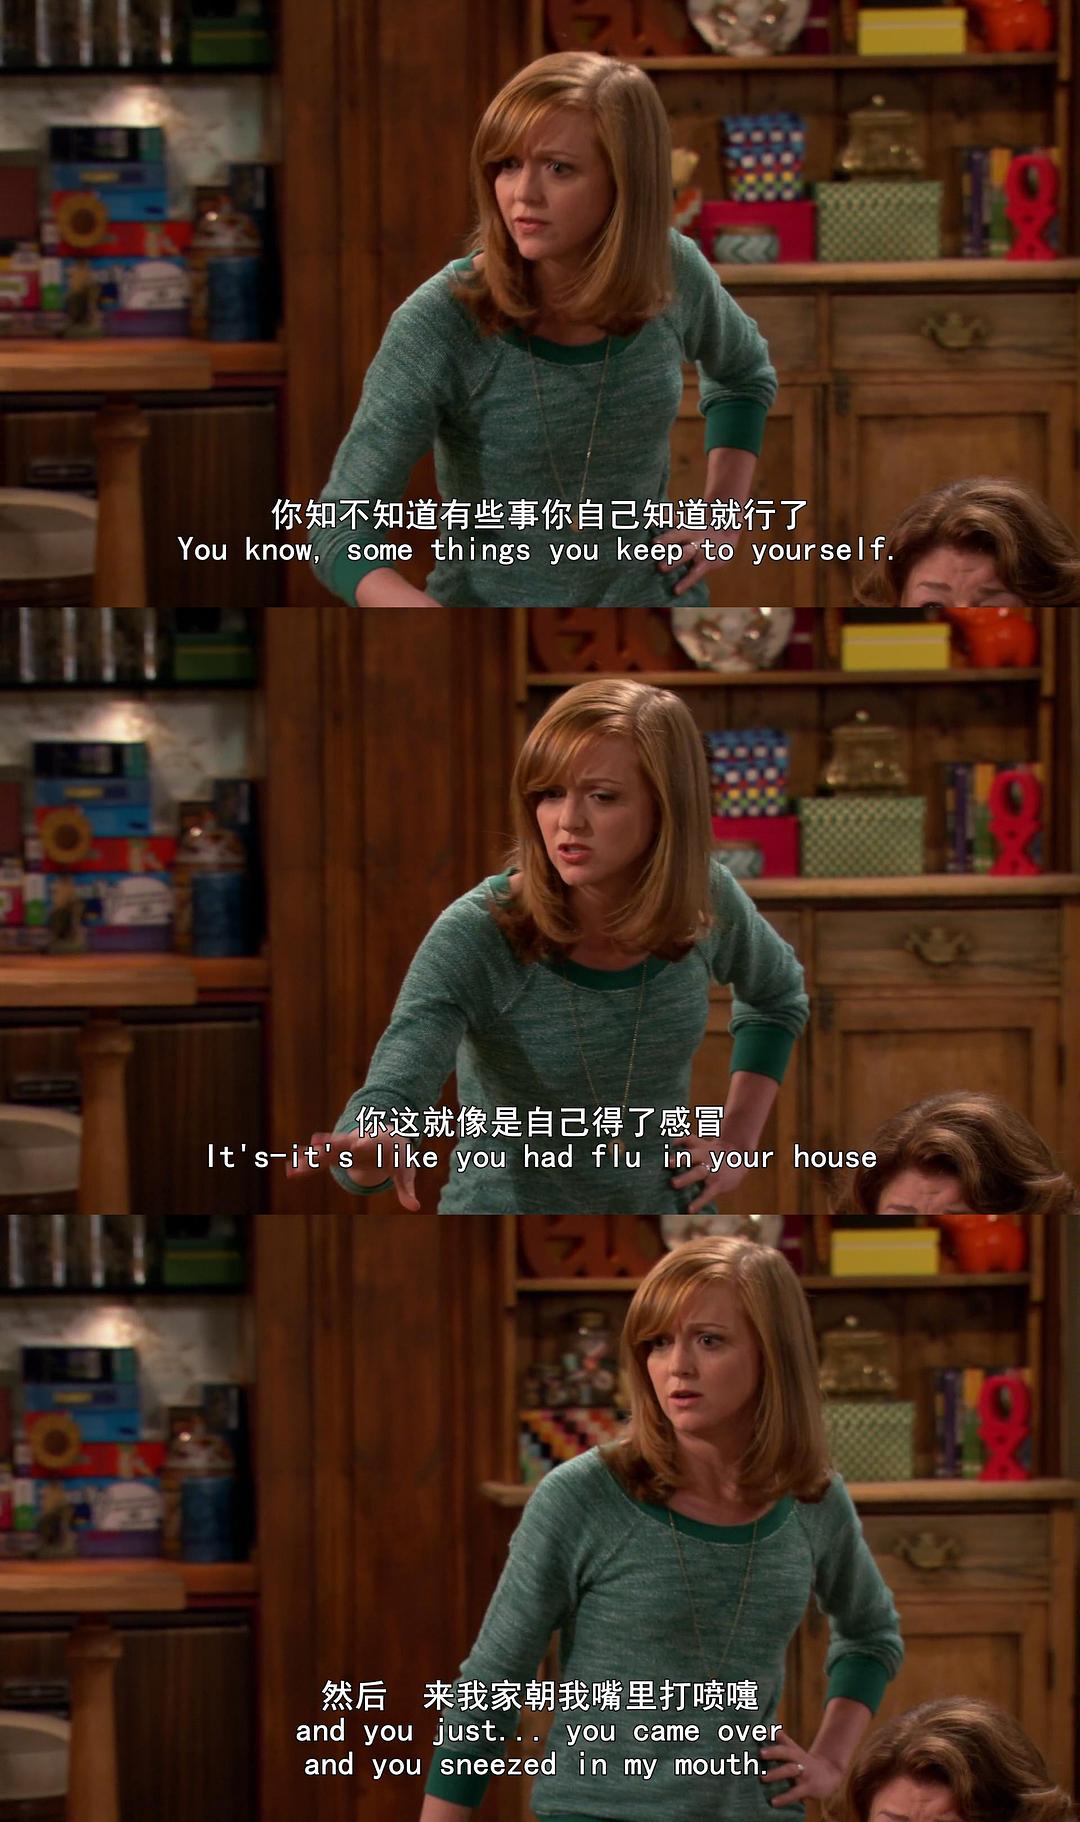 你知不知道有些事你自己知道就行了
You know, some things you keep to yourself.
你这就像是自己得了感冒
It's-it's like you had flu in your house
然后 来我家朝我嘴里打喷嚏
and you just... you came over
and you sneezed in my mouth.